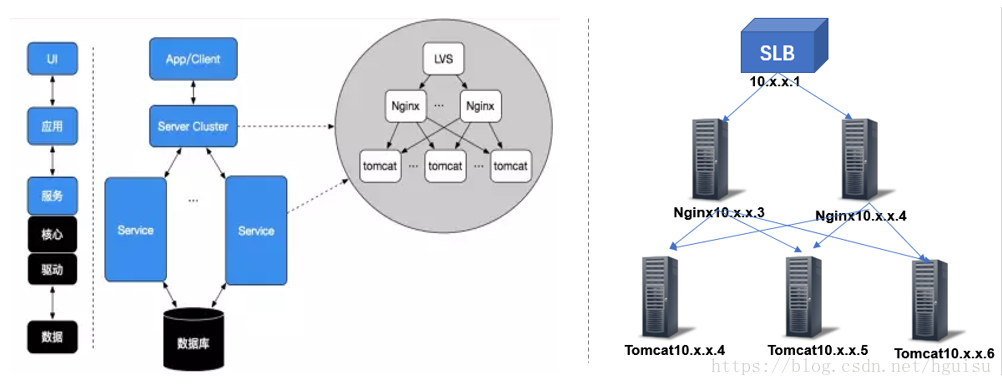 UI
应用
服务
核心
驱动
数据
App/Client
Server Cluster
...
Service
Service
数据库
LVS
Nginx
...
Nginx
tomcat
...
tomcat
...
tomcat
SLB
10.x.x.1
Nginx10.x.x.3
Nginx10.x.x.4
Tomcat10.x.x.4
Tomcat10.x.x.5
Tomcat10.x.x.6
https://blog.csdn.net/hguisu